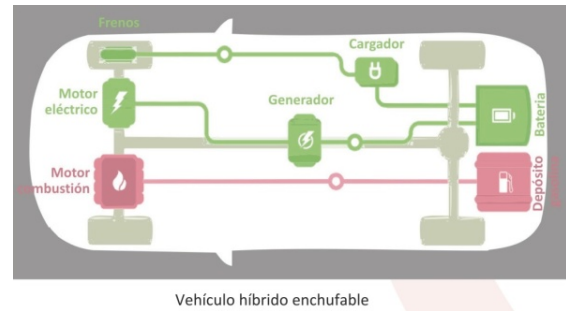 Frenos
Cargador
Motor
eléctrico
Generador
Batería
Motor
combustión
Depósito
Vehículo híbrido enchufable